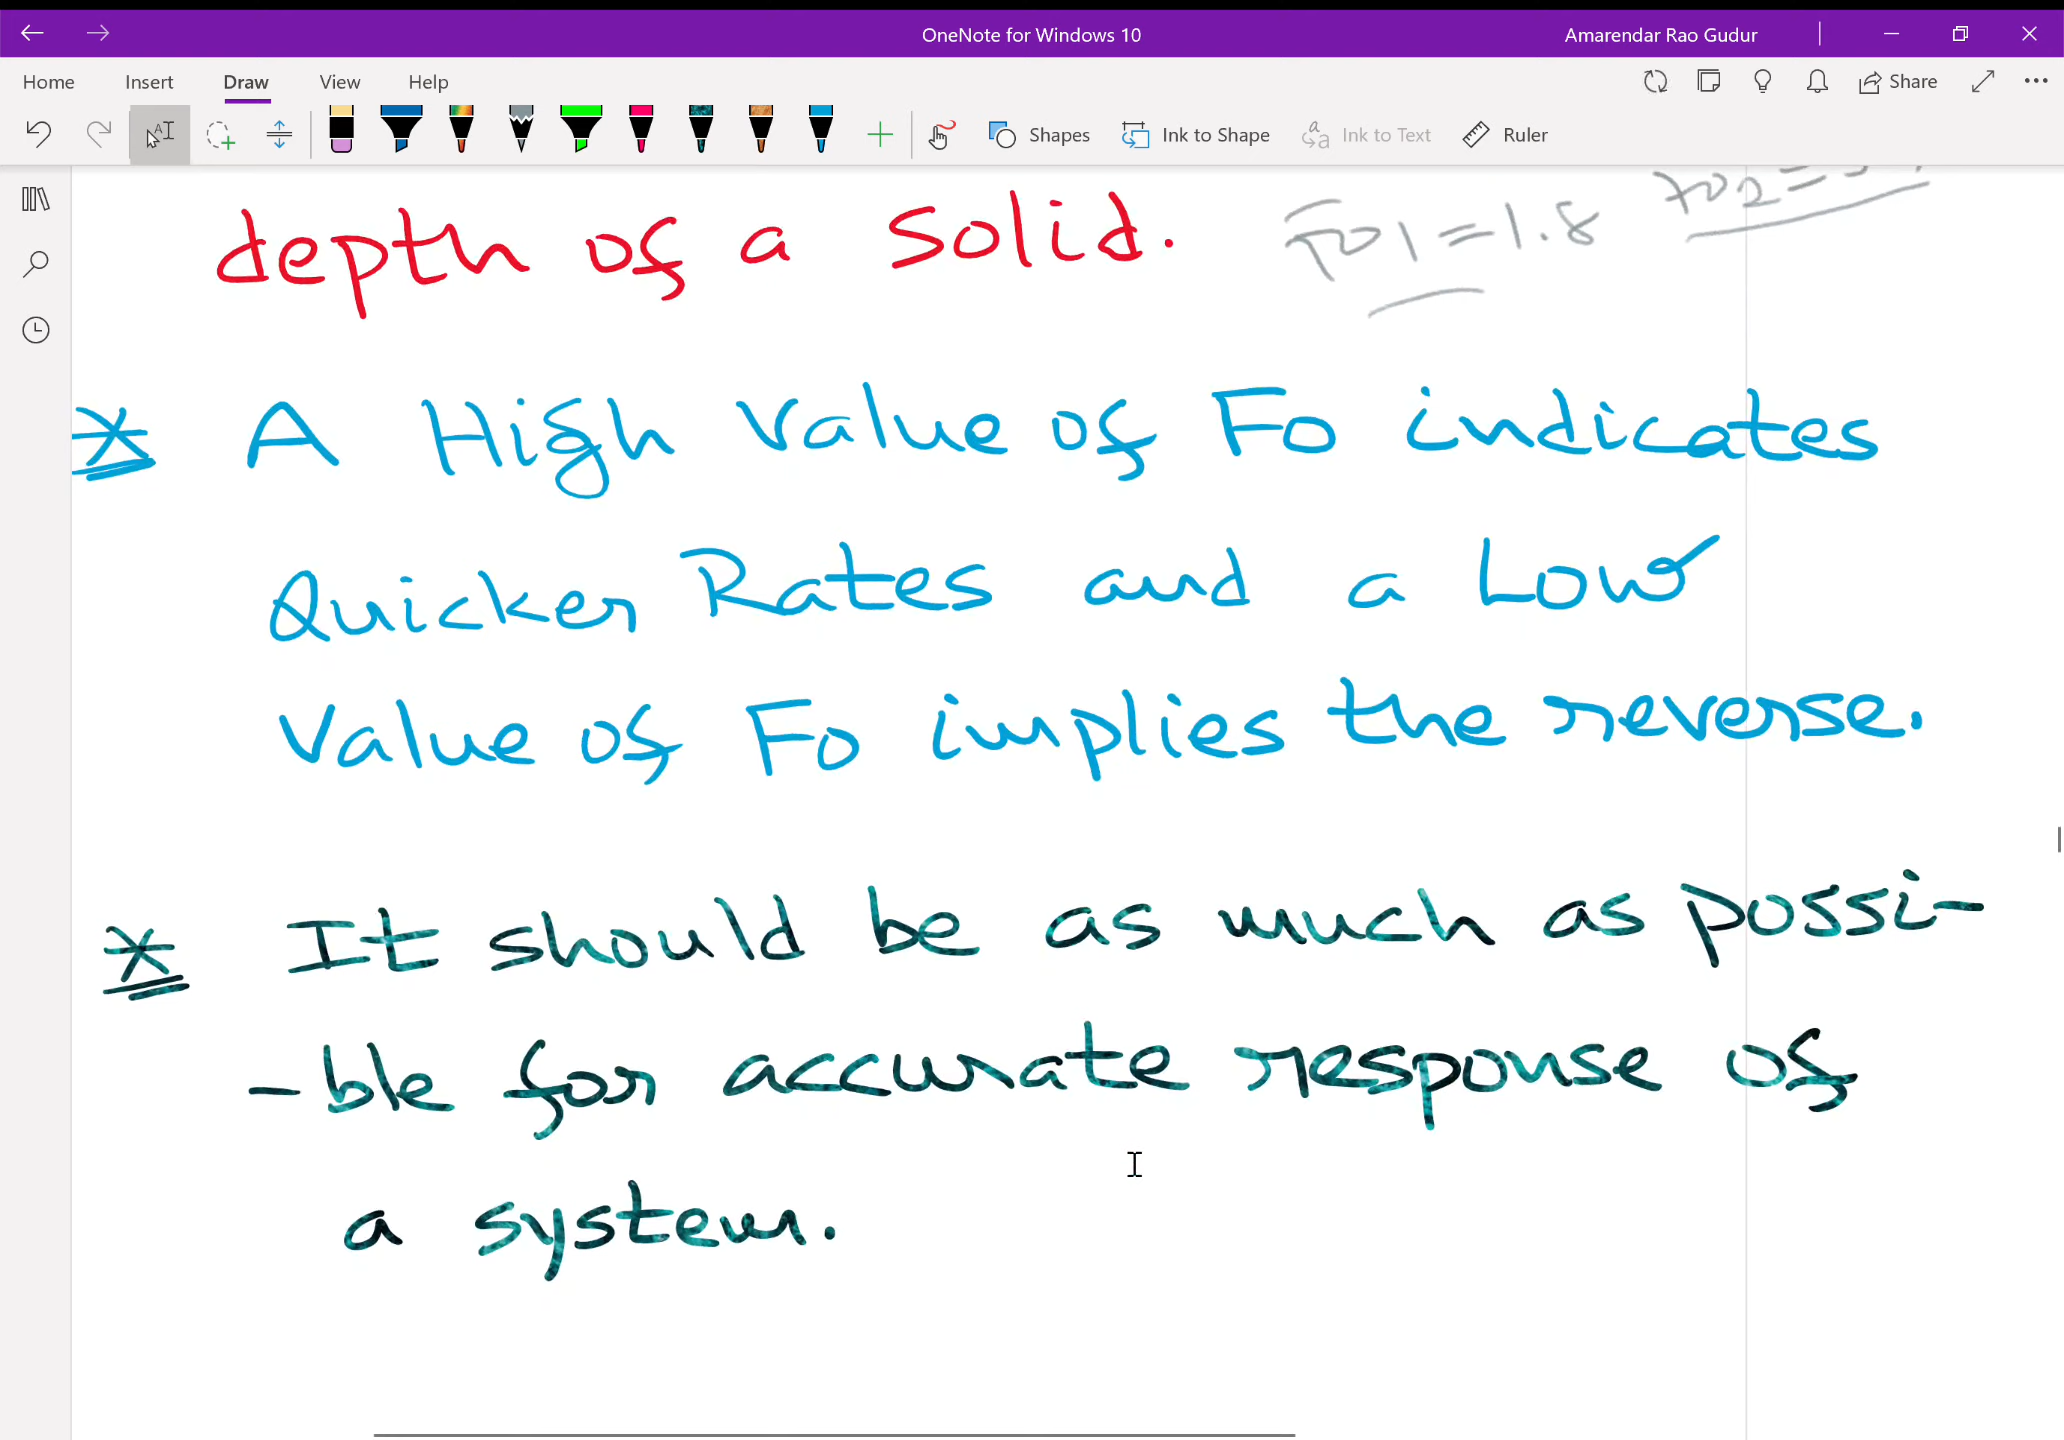 OneNote for Windows 10
Amarendar Rao Gudur
Home Insert Draw View Help
Share
Shapes Ink to Shape Ink to Text Ruler
depth of a solid. Fo1=1.8
* A High value of Fo indicates
Quicker Rates and a Low
Value of Fo implies the reverse.
* It should be as much as possi-
-ble for accurate response of
a system.